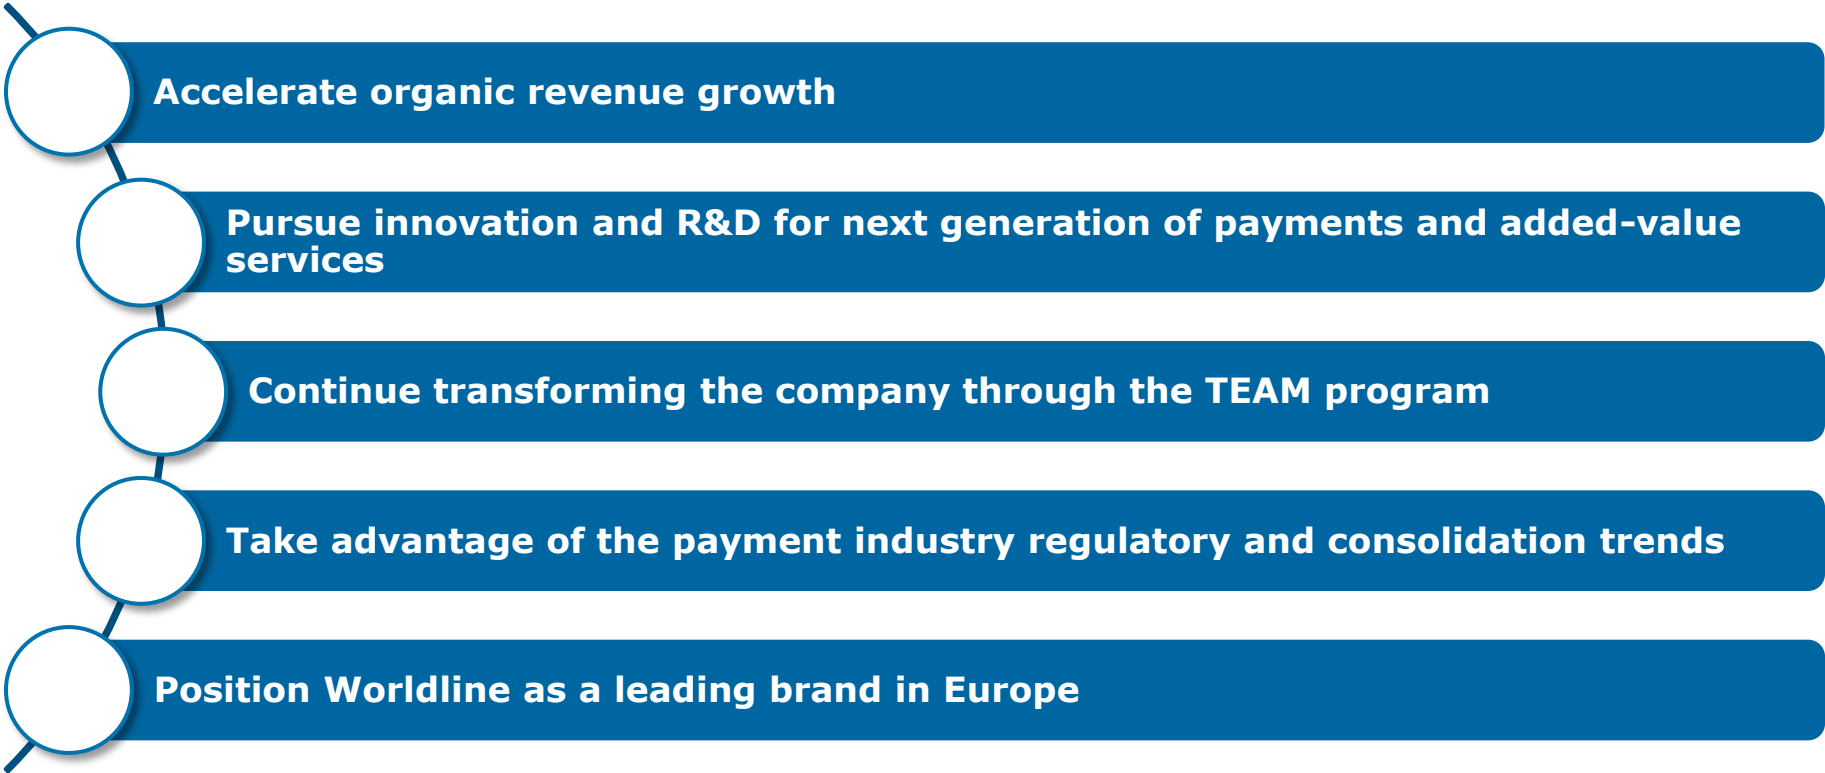 Accelerate organic revenue growth
Pursue innovation and R&D for next generation of payments and added-value
services
Continue transforming the company through the TEAM program
Take advantage of the payment industry regulatory and consolidation trends
Position Worldline as a leading brand in Europe